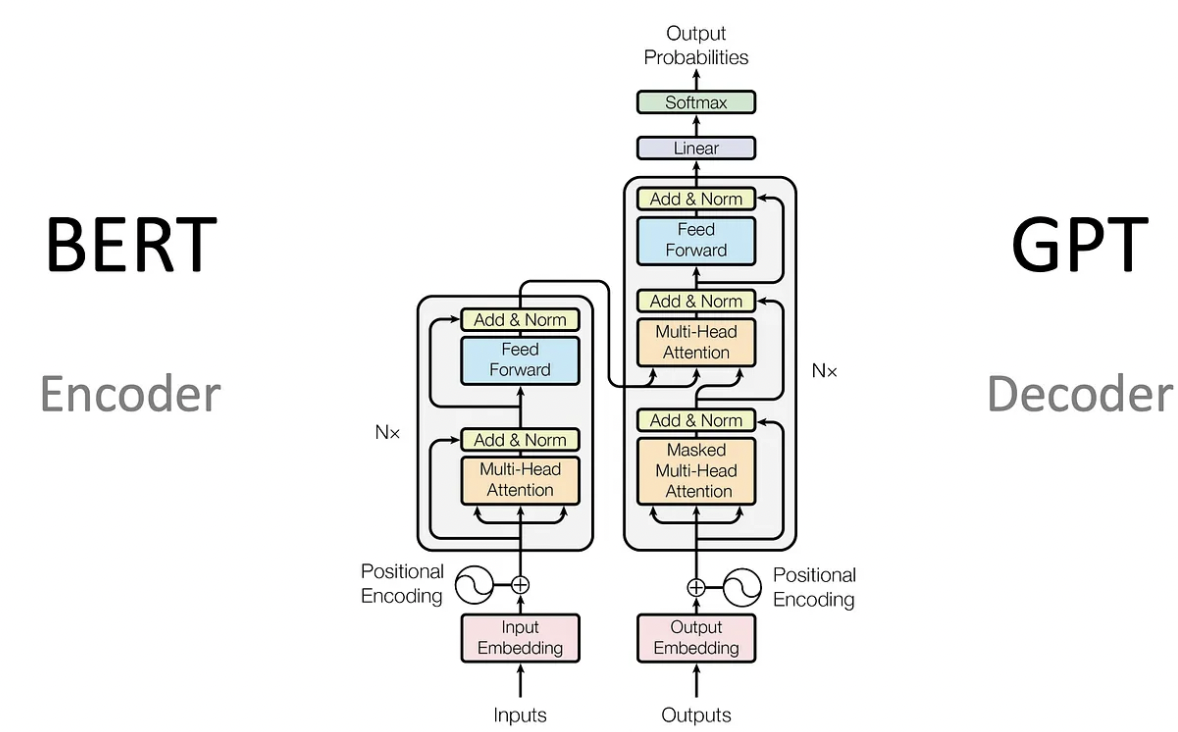 BERT
Encoder
Output
Probabilities
Softmax
Linear
Add & Norm
Feed
Forward
Add & Norm
Multi-Head
Attention
Add & Norm
Masked
Multi-Head
Attention
N×
Positional
Encoding
Output
Embedding
Outputs
Add & Norm
Feed
Forward
Add & Norm
Multi-Head
Attention
N×
Positional
Encoding
Input
Embedding
Inputs
GPT
Decoder